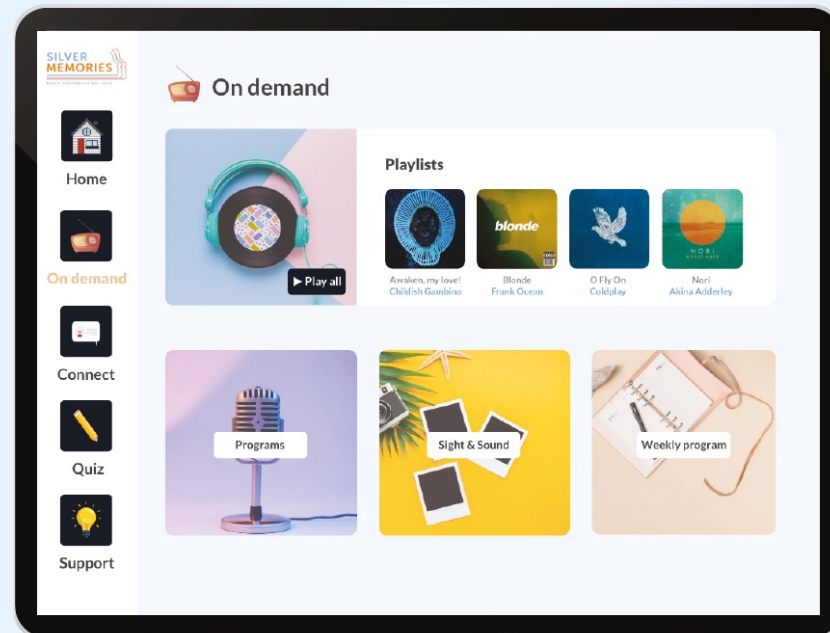 SILVER
MEMORIES
On demand
Home
On demand
Connect
Quiz
Support
Play all
Playlists
blonde
NORI
Awaken, my love!
Childish Gambino
Blonde
Frank Ocean
O Fly On
Coldplay
Nori
Akina Adderley
Programs
Sight & Sound
Weekly program